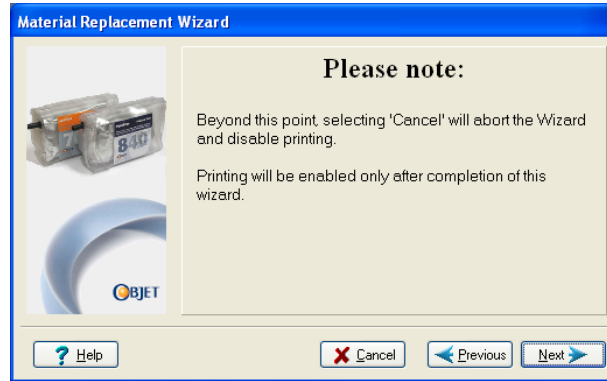 Material Replacement Wizard
Please note:
840
Beyond this point, selecting 'Cancel' will abort the Wizard
and disable printing.
Printing will be enabled only after completion of this
wizard.
OBJET
? Help
Cancel
Previous
Next